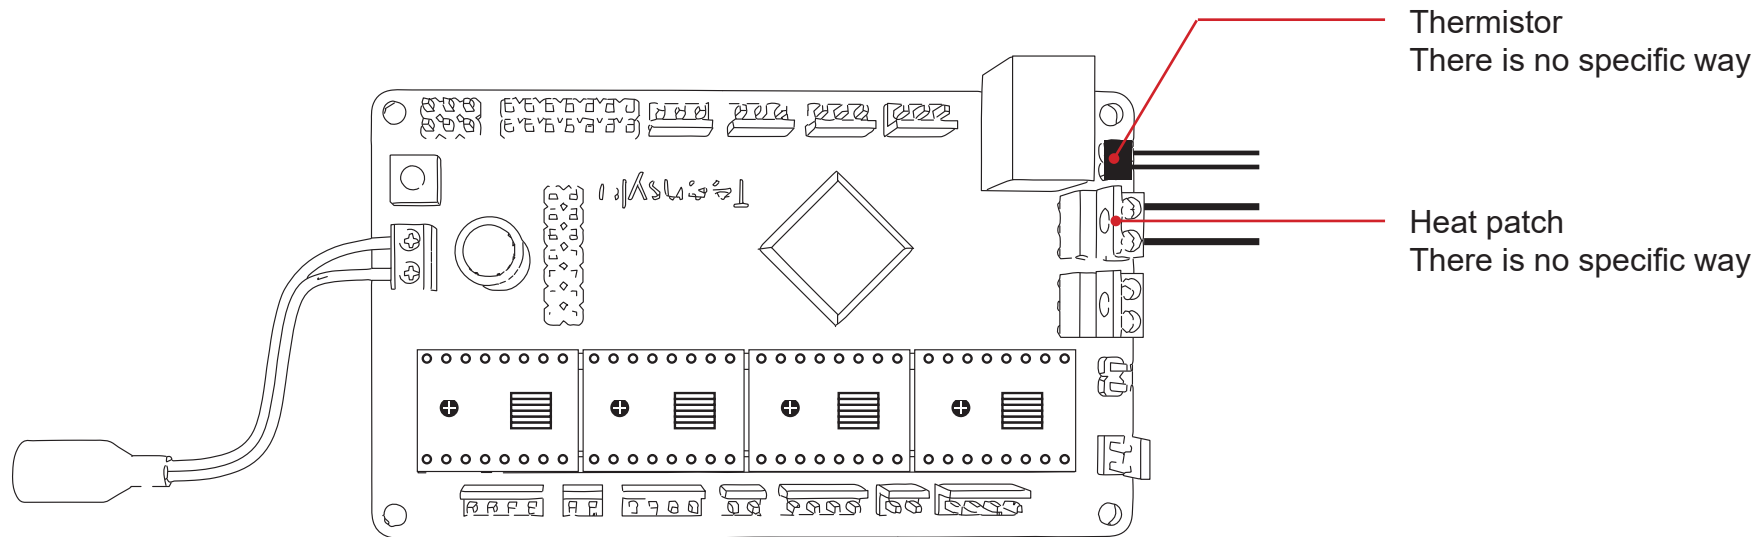 Thermistor
There is no specific way
Heat patch
There is no specific way